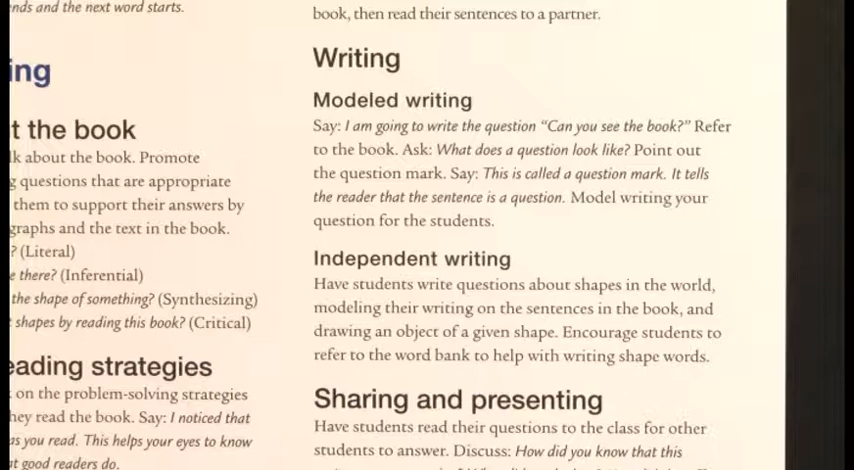 nds and the next word starts.
ing
t the book
lk about the book. Promote
g questions that are appropriate
them to support their answers by
graphs and the text in the book.
? (Literal)
e there? (Inferential)
the shape of something? (Synthesizing)
t shapes by reading this book? (Critical)
eading strategies
on the problem-solving strategies
hey read the book. Say: I noticed that
as you read. This helps your eyes to know
at good readers do.
book, then read their sentences to a partner.
Writing
Modeled writing
Say: I am going to write the question “Can you see the book?” Refer
to the book. Ask: What does a question look like? Point out
the question mark. Say: This is called a question mark. It tells
the reader that the sentence is a question. Model writing your
question for the students.
Independent writing
Have students write questions about shapes in the world,
modeling their writing on the sentences in the book, and
drawing an object of a given shape. Encourage students to
refer to the word bank to help with writing shape words.
Sharing and presenting
Have students read their questions to the class for other
students to answer. Discuss: How did you know that this